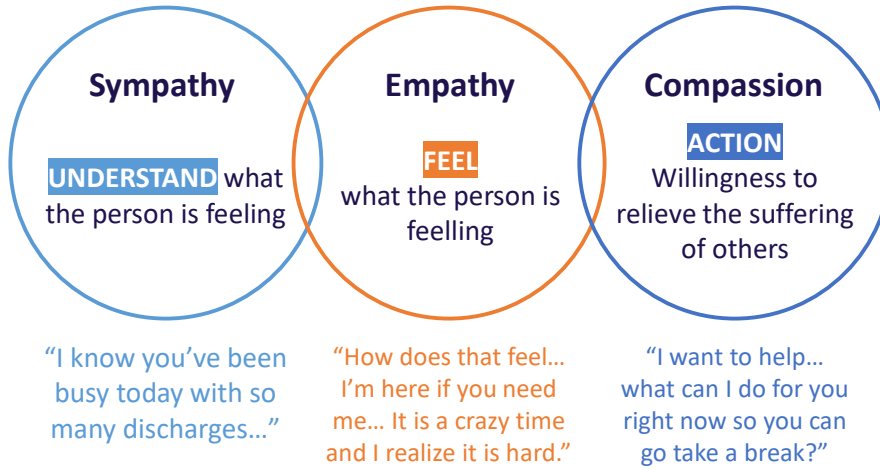 Sympathy
UNDERSTAND what
the person is feeling
Empathy
FEEL
what the person is
feelling
Compassion
ACTION
Willingness to
relieve the suffering
of others
“I know you’ve been
busy today with so
many discharges…”
“How does that feel…
I’m here if you need
me… It is a crazy time
and I realize it is hard.”
“I want to help…
what can I do for you
right now so you can
go take a break?”